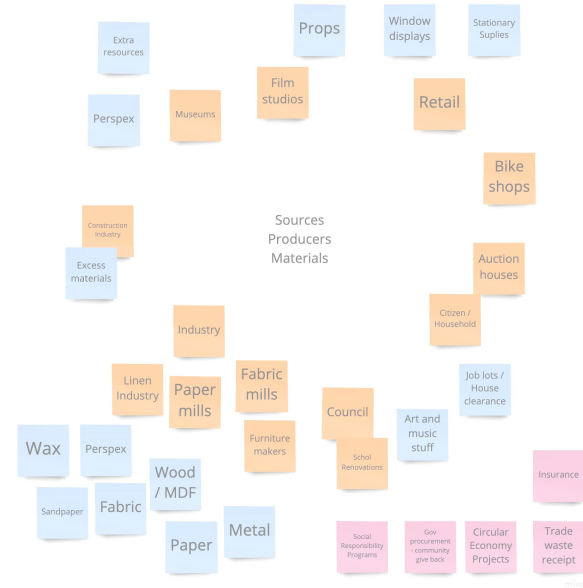 Props
Window
displays
Stationary
Suplies
Extra
resources
Film
studios
Retail
Perspex
Museums
Bike
shops
Construction
Industry
Sources
Producers
Materials
Excess
materials
Auction
houses
Citizen /
Household
Industry
Linen
Industry
Paper
mills
Fabric
mills
Job lots /
House
clearance
Council
Art and
music
stuff
Furniture
makers
Schol
Renovations
Wax
Perspex
Wood
/ MDF
Insurance
Sandpaper
Fabric
Paper
Metal
Social
Responsibility
Programs
Gov
procurement
- community
give back
Circular
Economy
Projects
Trade
waste
receipt